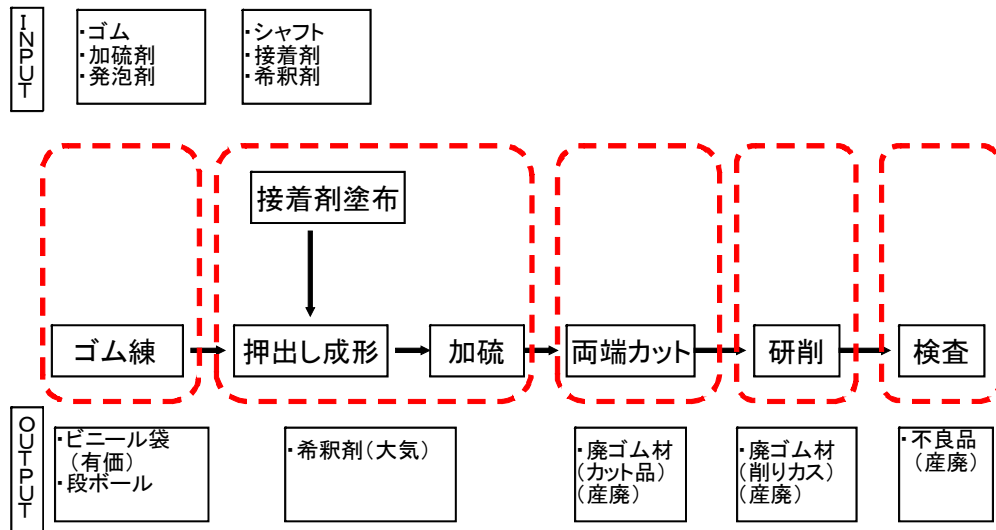 INPUT
・ゴム
・加硫剤
・発泡剤
・シャフト
・接着剤
・希釈剤
接着剤塗布
ゴム練
押出し成形
加硫
両端カット
研削
検査
OUTPUT
・ビニール袋
(有価)
・段ボール
・希釈剤(大気)
・廃ゴム材
(カット品)
(産廃)
・廃ゴム材
(削りカス)
(産廃)
・不良品
(産廃)